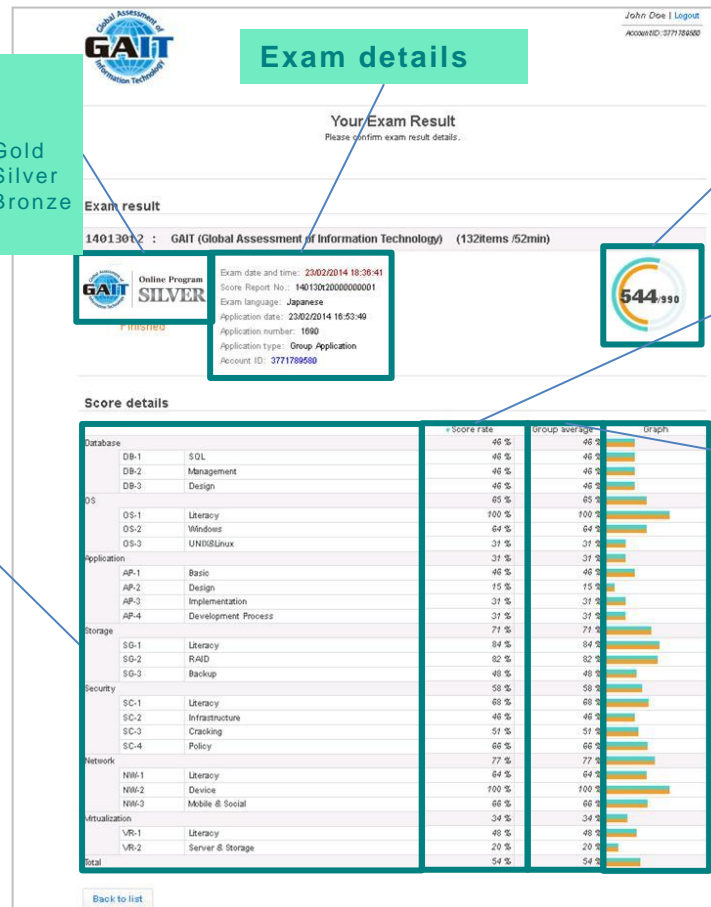 Global Assessment of
GAIT
Information Technology
John Doe | Logout
AccountID: 3771789580
Exam details
Gold
Silver
Bronze
Your Exam Result
Please confirm exam result details.
Exam result
140130t2 : GAIT (Global Assessment of Information Technology) (132items /52min)
GAIT Online Program
SILVER
Finished
Exam date and time: 23/02/2014 18:36:41
Score Report No.: 140130t20000000001
Exam language: Japanese
Application date: 23/02/2014 16:53:49
Application number: 1690
Application type: Group Application
Account ID: 3771789580
544/990
Score details
Score rate Group average Graph
Database 46 % 46 %
DB-1 SQL 46 % 46 %
DB-2 Management 46 % 46 %
DB-3 Design 46 % 46 %
OS 65 % 65 %
OS-1 Literacy 100 % 100 %
OS-2 Windows 64 % 64 %
OS-3 UNIX&Linux 31 % 31 %
Application 31 % 31 %
AP-1 Basic 46 % 46 %
AP-2 Design 15 % 15 %
AP-3 Implementation 31 % 31 %
AP-4 Development Process 31 % 31 %
Storage 71 % 71 %
SG-1 Literacy 84 % 84 %
SG-2 RAID 82 % 82 %
SG-3 Backup 48 % 48 %
Security 58 % 58 %
SC-1 Literacy 68 % 68 %
SC-2 Infrastructure 46 % 46 %
SC-3 Cracking 51 % 51 %
SC-4 Policy 66 % 66 %
Network 77 % 77 %
NW-1 Literacy 64 % 64 %
NW-2 Device 100 % 100 %
NW-3 Mobile & Social 66 % 66 %
Virtualization 34 % 34 %
VR-1 Literacy 48 % 48 %
VR-2 Server & Storage 20 % 20 %
Total 54 % 54 %
Back to list